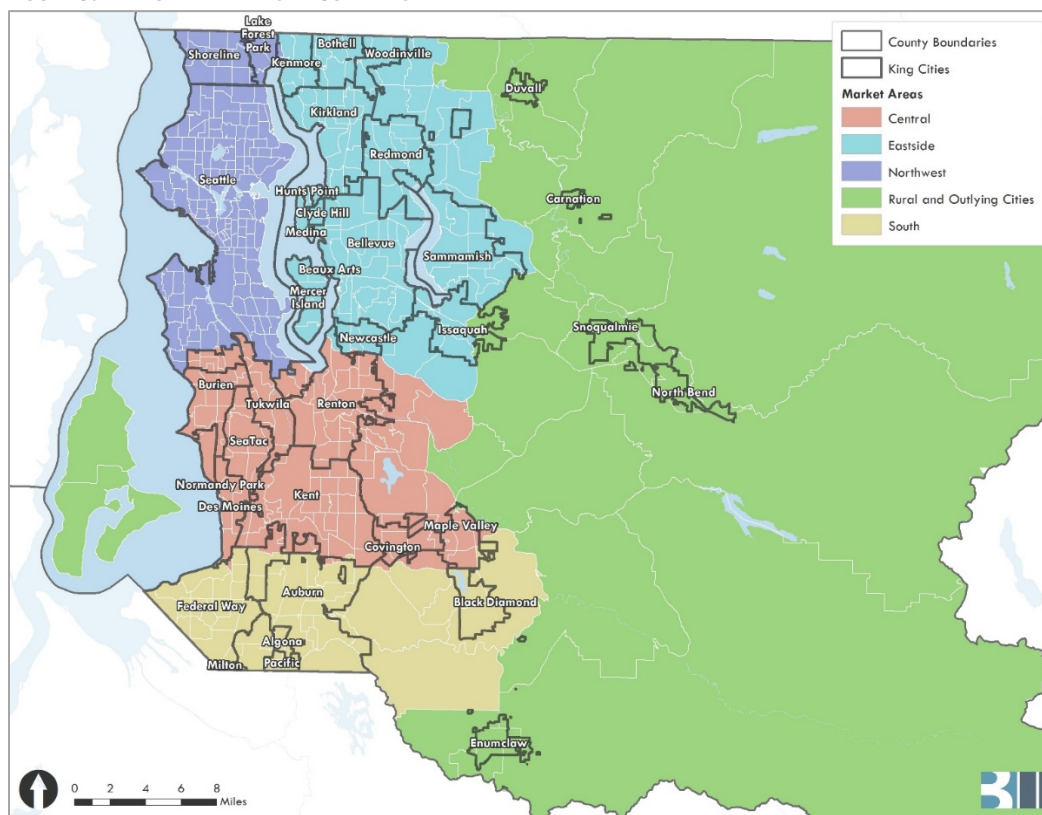 Lake
Forest
Park
Shoreline
Kenmore
Bothell
Woodinville
Duvall
Kirkland
Redmond
Seattle
Hunts Point
Clyde Hill
Medina
Bellevue
Carnation
Sammamish
Beaux Arts
Mercer
Island
Newcastle
Issaquah
Snoqualmie
North Bend
Burien
Tukwila
Renton
SeaTac
Normandy Park
Kent
Des Moines
Maple Valley
Covington
Federal Way
Auburn
Black Diamond
Algona
Milton
Pacific
Enumclaw
County Boundaries
King Cities
Market Areas
Central
Eastside
Northwest
Rural and Outlying Cities
South
0 2 4 6 8
Miles